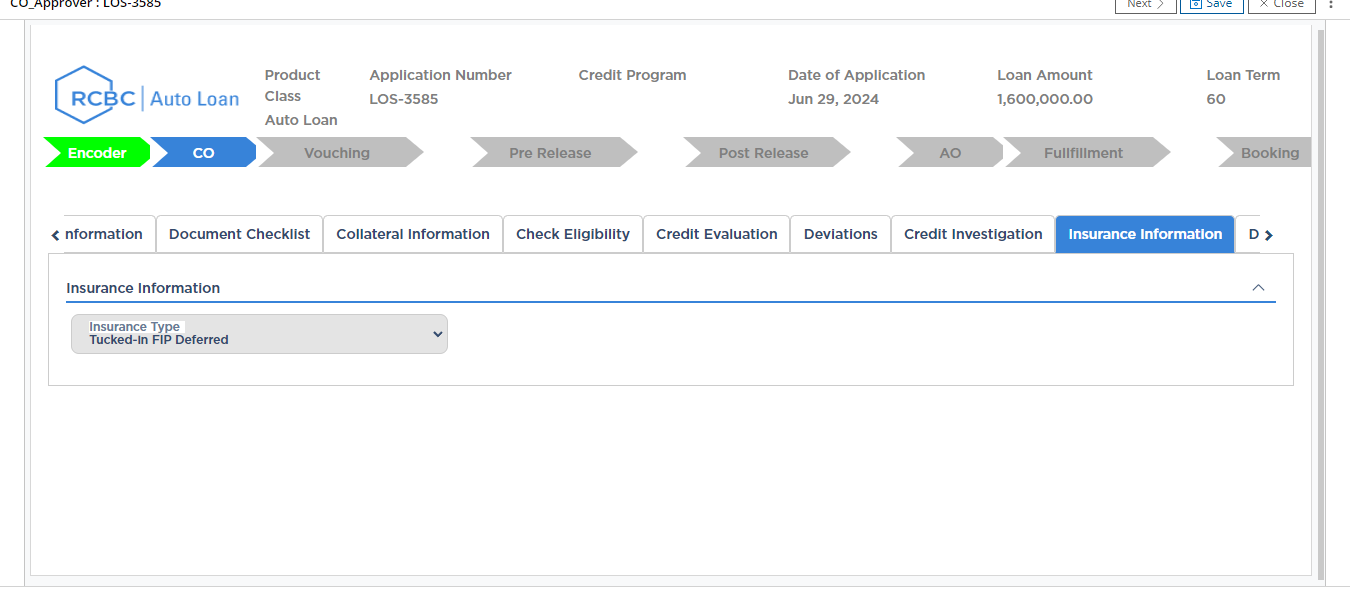 CO_Approver : LOS-3585
Next
Save
Close
RCBC Auto Loan
Product Class
Auto Loan
Application Number
LOS-3585
Credit Program
Date of Application
Jun 29, 2024
Loan Amount
1,600,000.00
Loan Term
60
Encoder
CO
Vouching
Pre Release
Post Release
AO
Fullfillment
Booking
nformation
Document Checklist
Collateral Information
Check Eligibility
Credit Evaluation
Deviations
Credit Investigation
Insurance Information
D
Insurance Information
Insurance Type
Tucked-In FIP Deferred